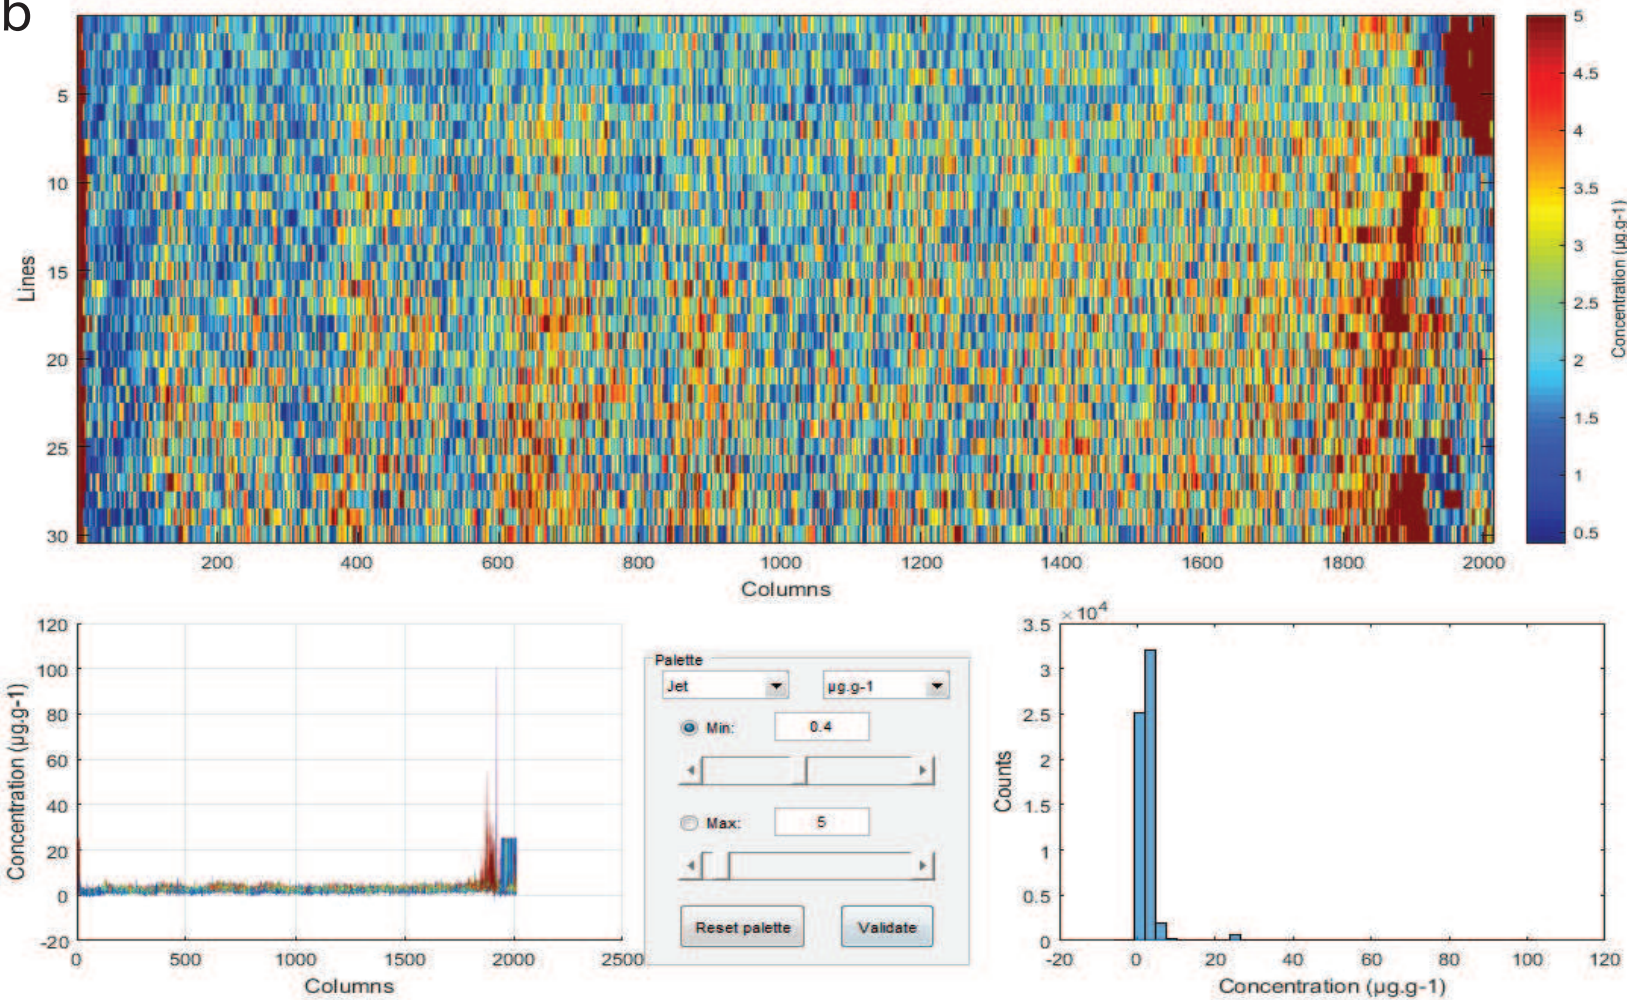 b
5
10
15
20
25
30
Lines
200 400 600 800 1000 1200 1400 1600 1800 2000
Columns
5
4.5
4
3.5
3
2.5
2
1.5
1
0.5
Concentration (µg.g-1)
120
100
80
60
40
20
0
-20
Concentration (µg.g-1)
0 500 1000 1500 2000 2500
Columns
Palette
Jet µg.g-1
Min: 0.4
Max: 5
Reset palette Validate
×10⁴
3.5
3
2.5
2
1.5
1
0.5
0
Counts
-20 0 20 40 60 80 100 120
Concentration (µg.g-1)